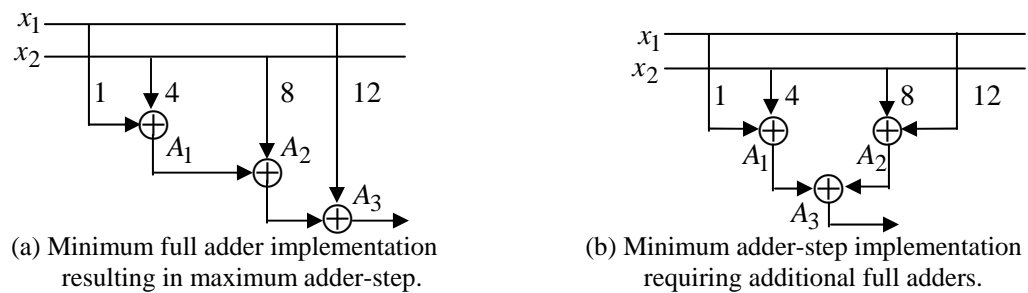 x1
x2
1
4
8
12
A1
A2
A3
(a) Minimum full adder implementation
resulting in maximum adder-step.
x1
x2
1
4
8
12
A1
A2
A3
(b) Minimum adder-step implementation
requiring additional full adders.